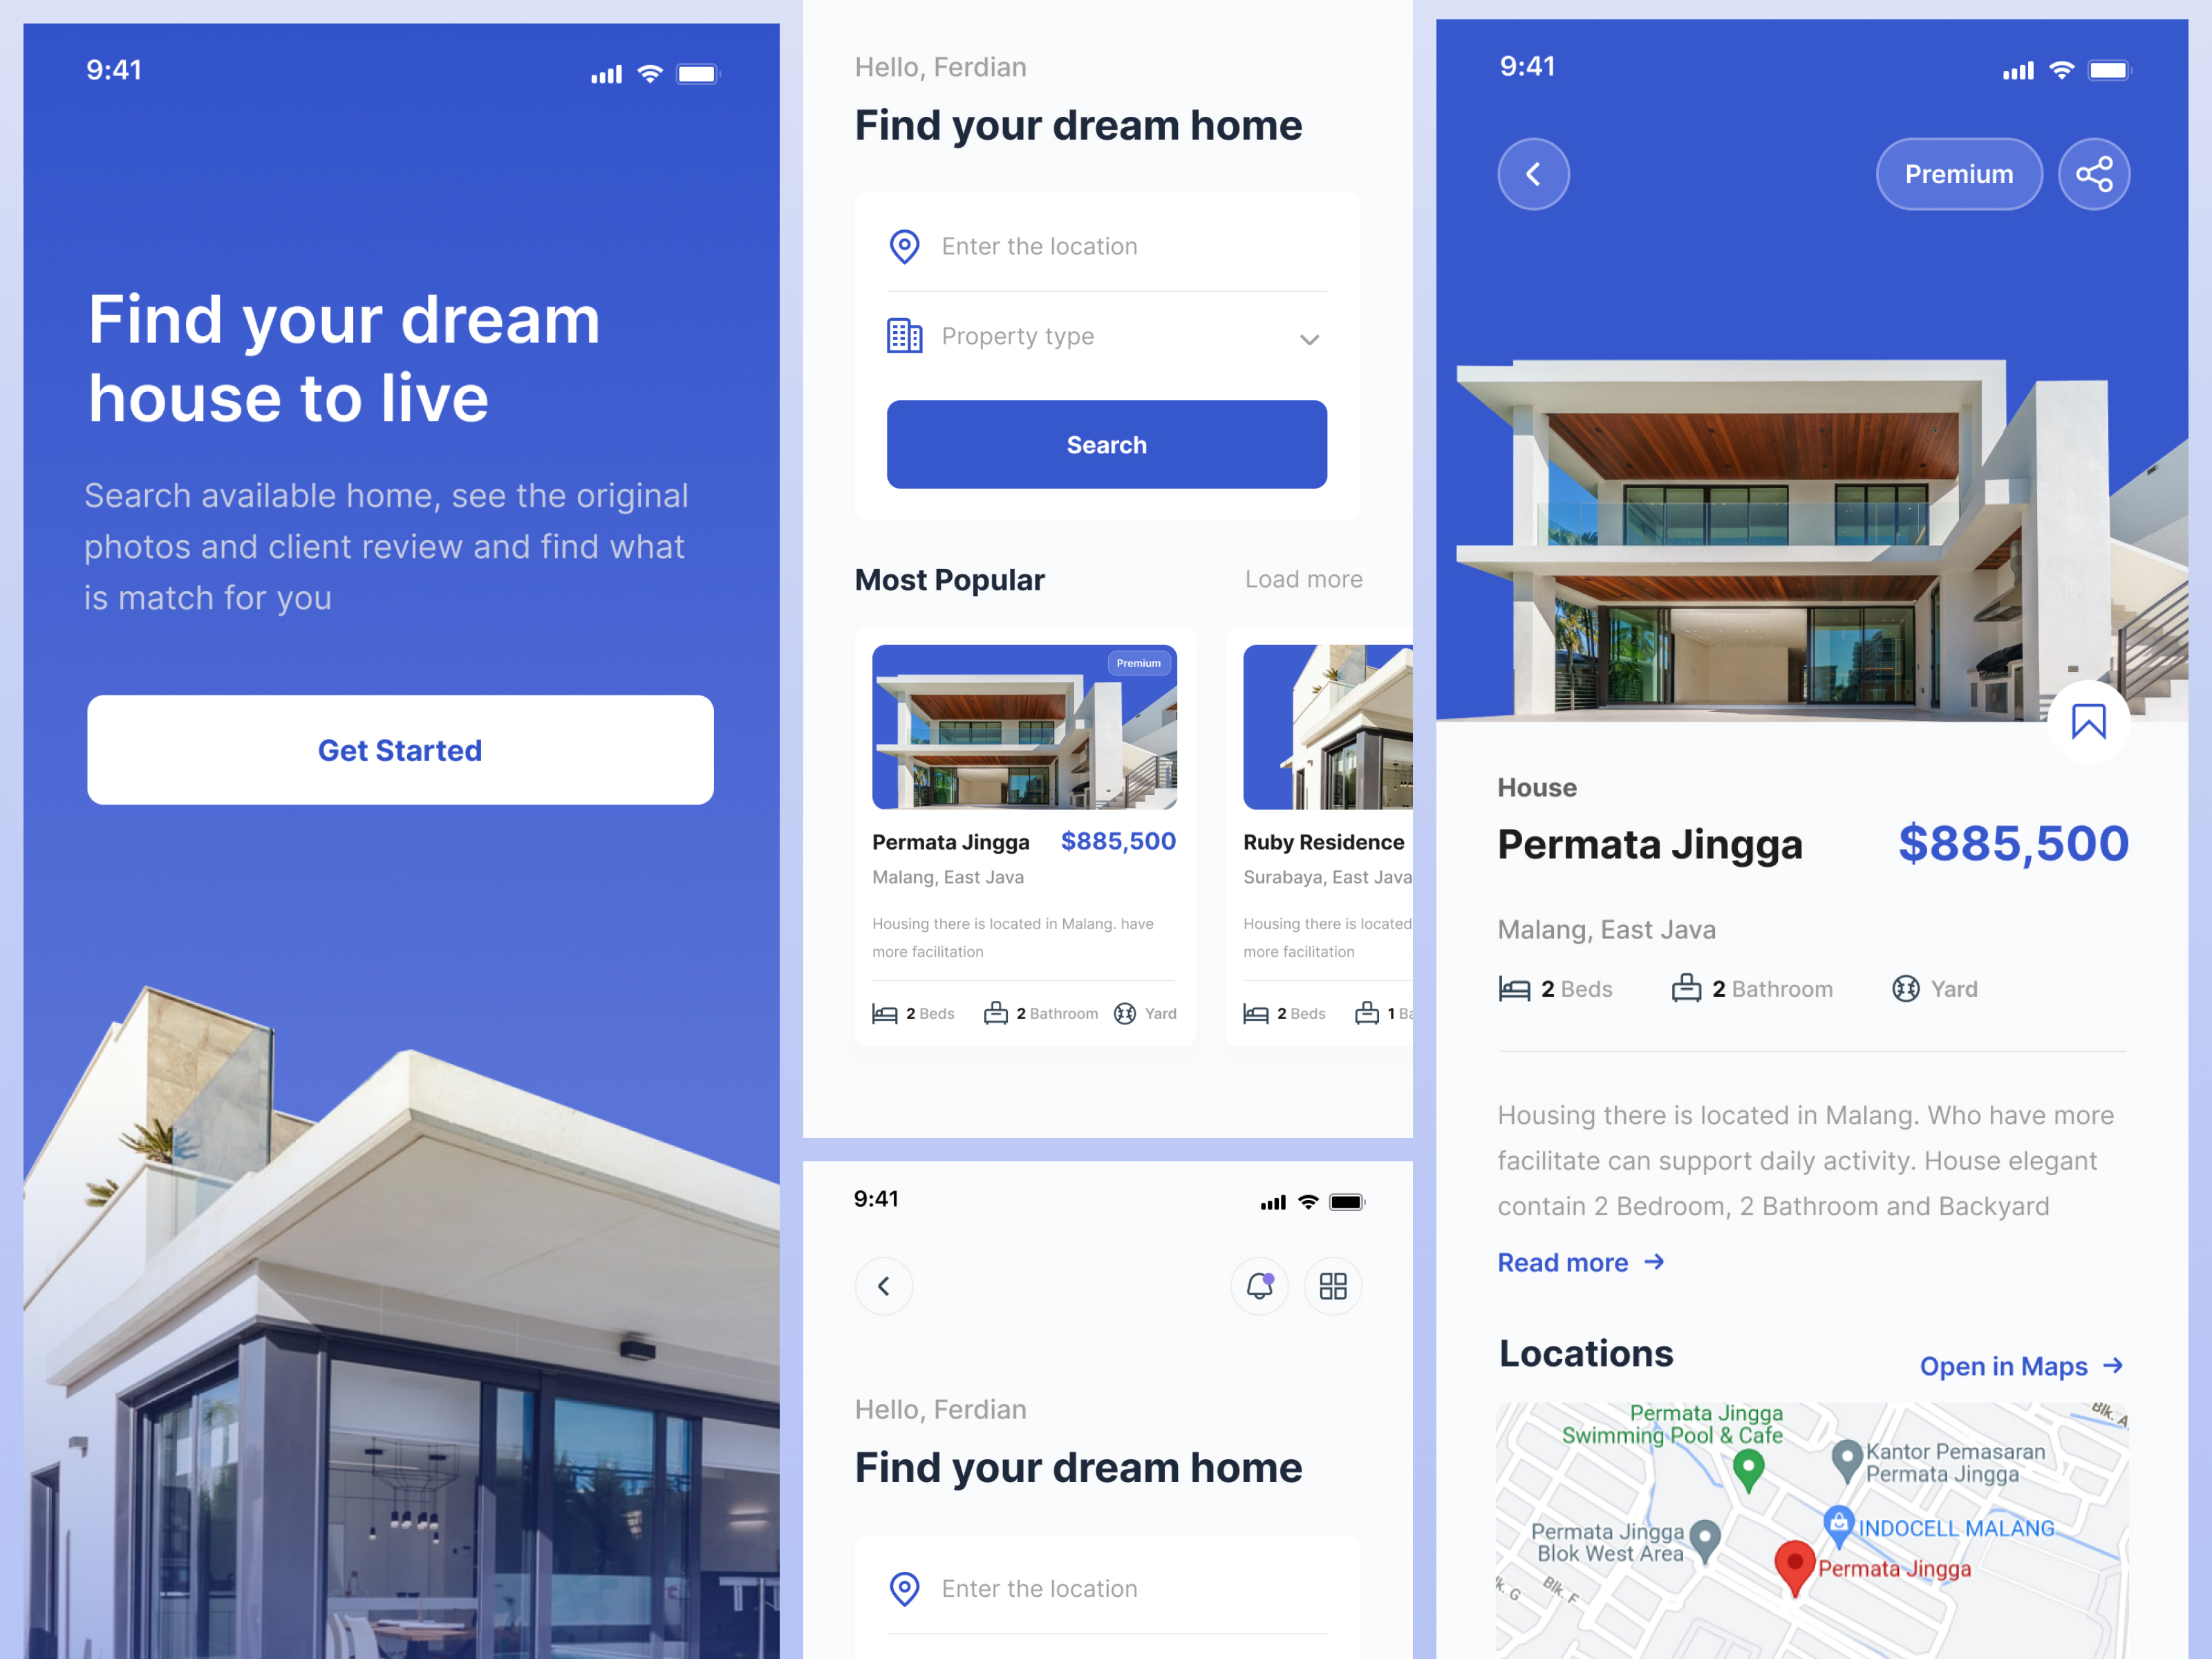 9:41
Find your dream
house to live
Search available home, see the original
photos and client review and find what
is match for you
Get Started
Hello, Ferdian
Find your dream home
Enter the location
Property type
Search
Most Popular
Load more
Premium
Permata Jingga
$885,500
Malang, East Java
Housing there is located in Malang. have
more facilitation
2 Beds
2 Bathroom
Yard
Ruby Residence
Surabaya, East Java
Housing there is located
more facilitation
2 Beds
1 Ba
9:41
Hello, Ferdian
Find your dream home
Enter the location
9:41
Premium
House
Permata Jingga
$885,500
Malang, East Java
2 Beds
2 Bathroom
Yard
Housing there is located in Malang. Who have more
facilitate can support daily activity. House elegant
contain 2 Bedroom, 2 Bathroom and Backyard
Read more
Locations
Open in Maps
Blk. A
Permata Jingga
Swimming Pool & Cafe
Kantor Pemasaran
Permata Jingga
INDOCELL MALANG
Permata Jingga
Blok West Area
Permata Jingga
lk. G
Blk. F